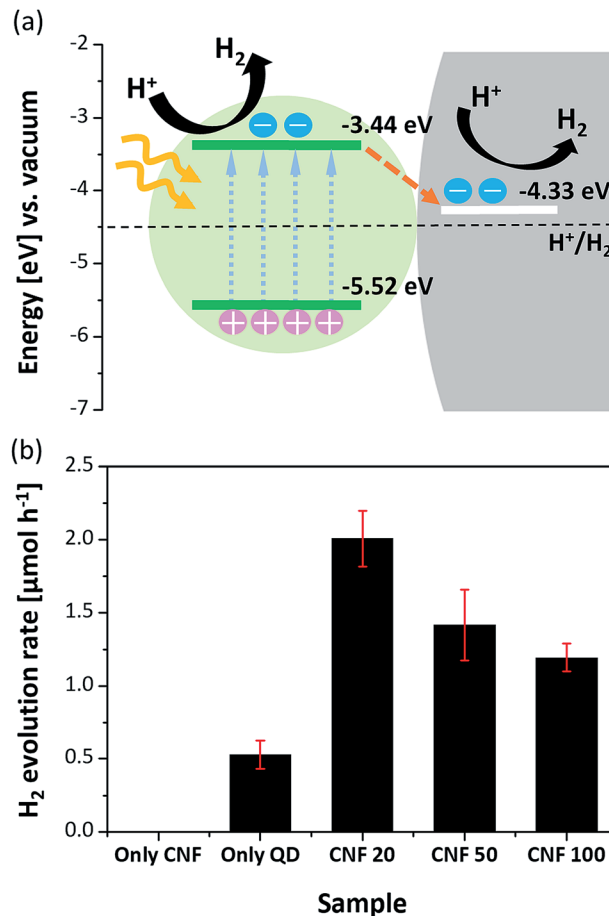 (a)
Energy [eV] vs. vacuum
-2
-3
-4
-5
-6
-7
H⁺
H₂
-3.44 eV
− −
-5.52 eV
+ + + +
H⁺
H₂
− −
-4.33 eV
H⁺/H₂
(b)
H₂ evolution rate [µmol h⁻¹]
2.5
2.0
1.5
1.0
0.5
0.0
Only CNF Only QD CNF 20 CNF 50 CNF 100
Sample